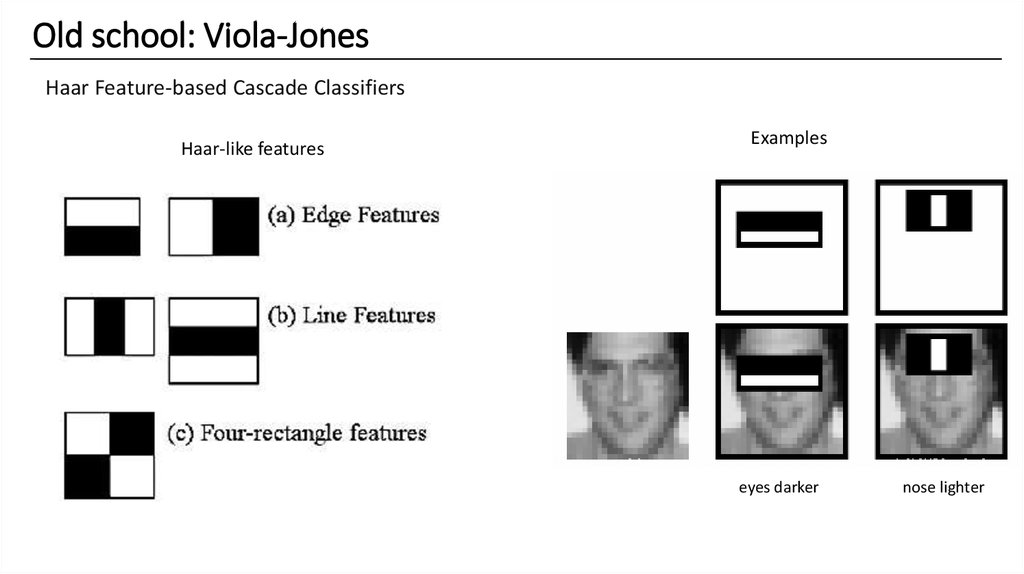 Old school: Viola-Jones
Haar Feature-based Cascade Classifiers
Haar-like features
Examples
(a) Edge Features
(b) Line Features
(c) Four-rectangle features
eyes darker
nose lighter